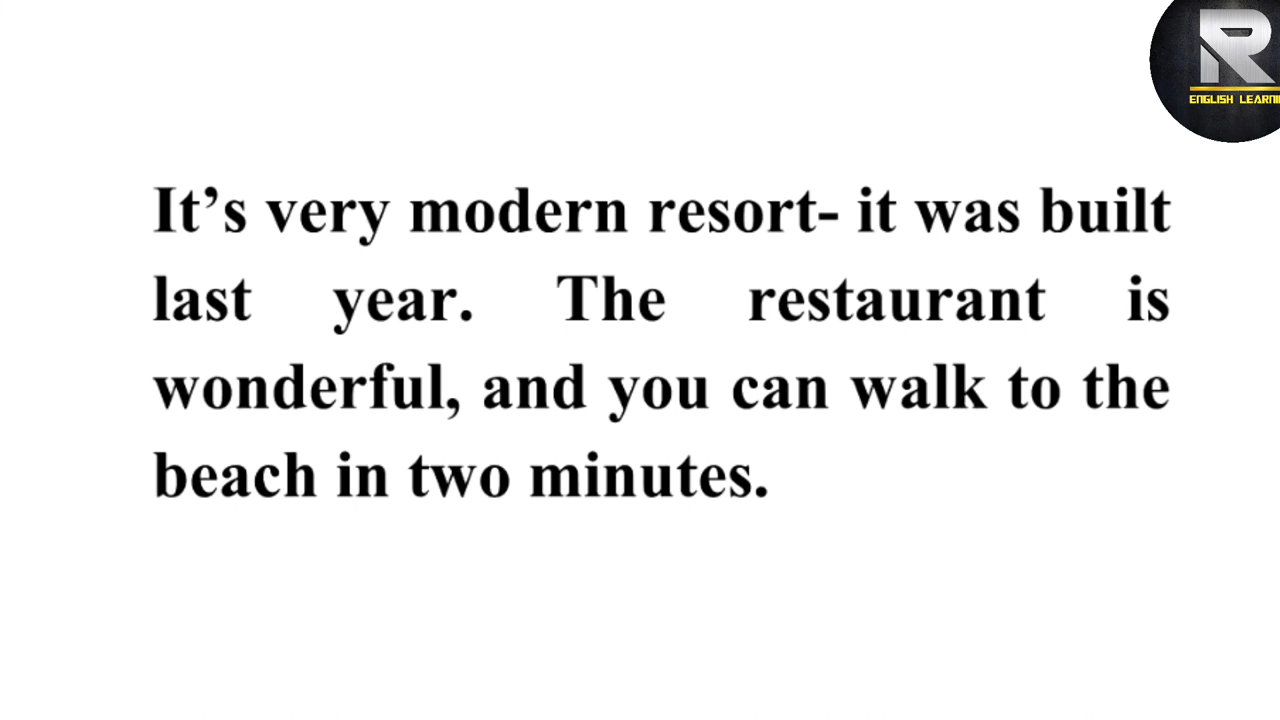 R
ENGLISH
It’s very modern resort- it was built
last year. The restaurant is
wonderful, and you can walk to the
beach in two minutes.